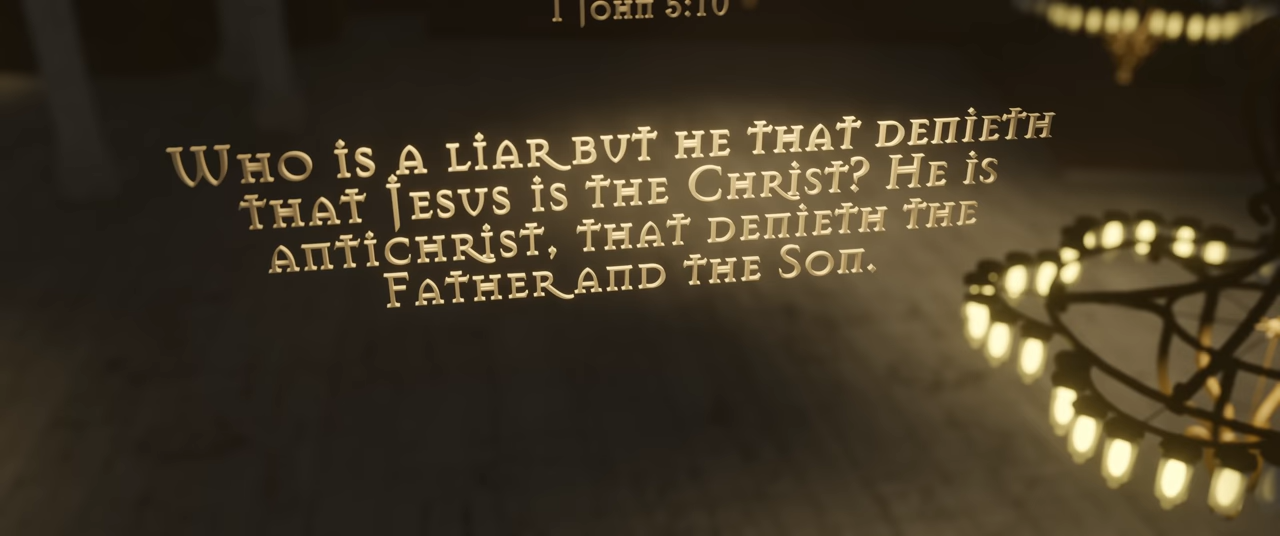 1 John 5:10
Who is a liar but he that denieth
that Jesus is the Christ? He is
antichrist, that denieth the
Father and the Son.